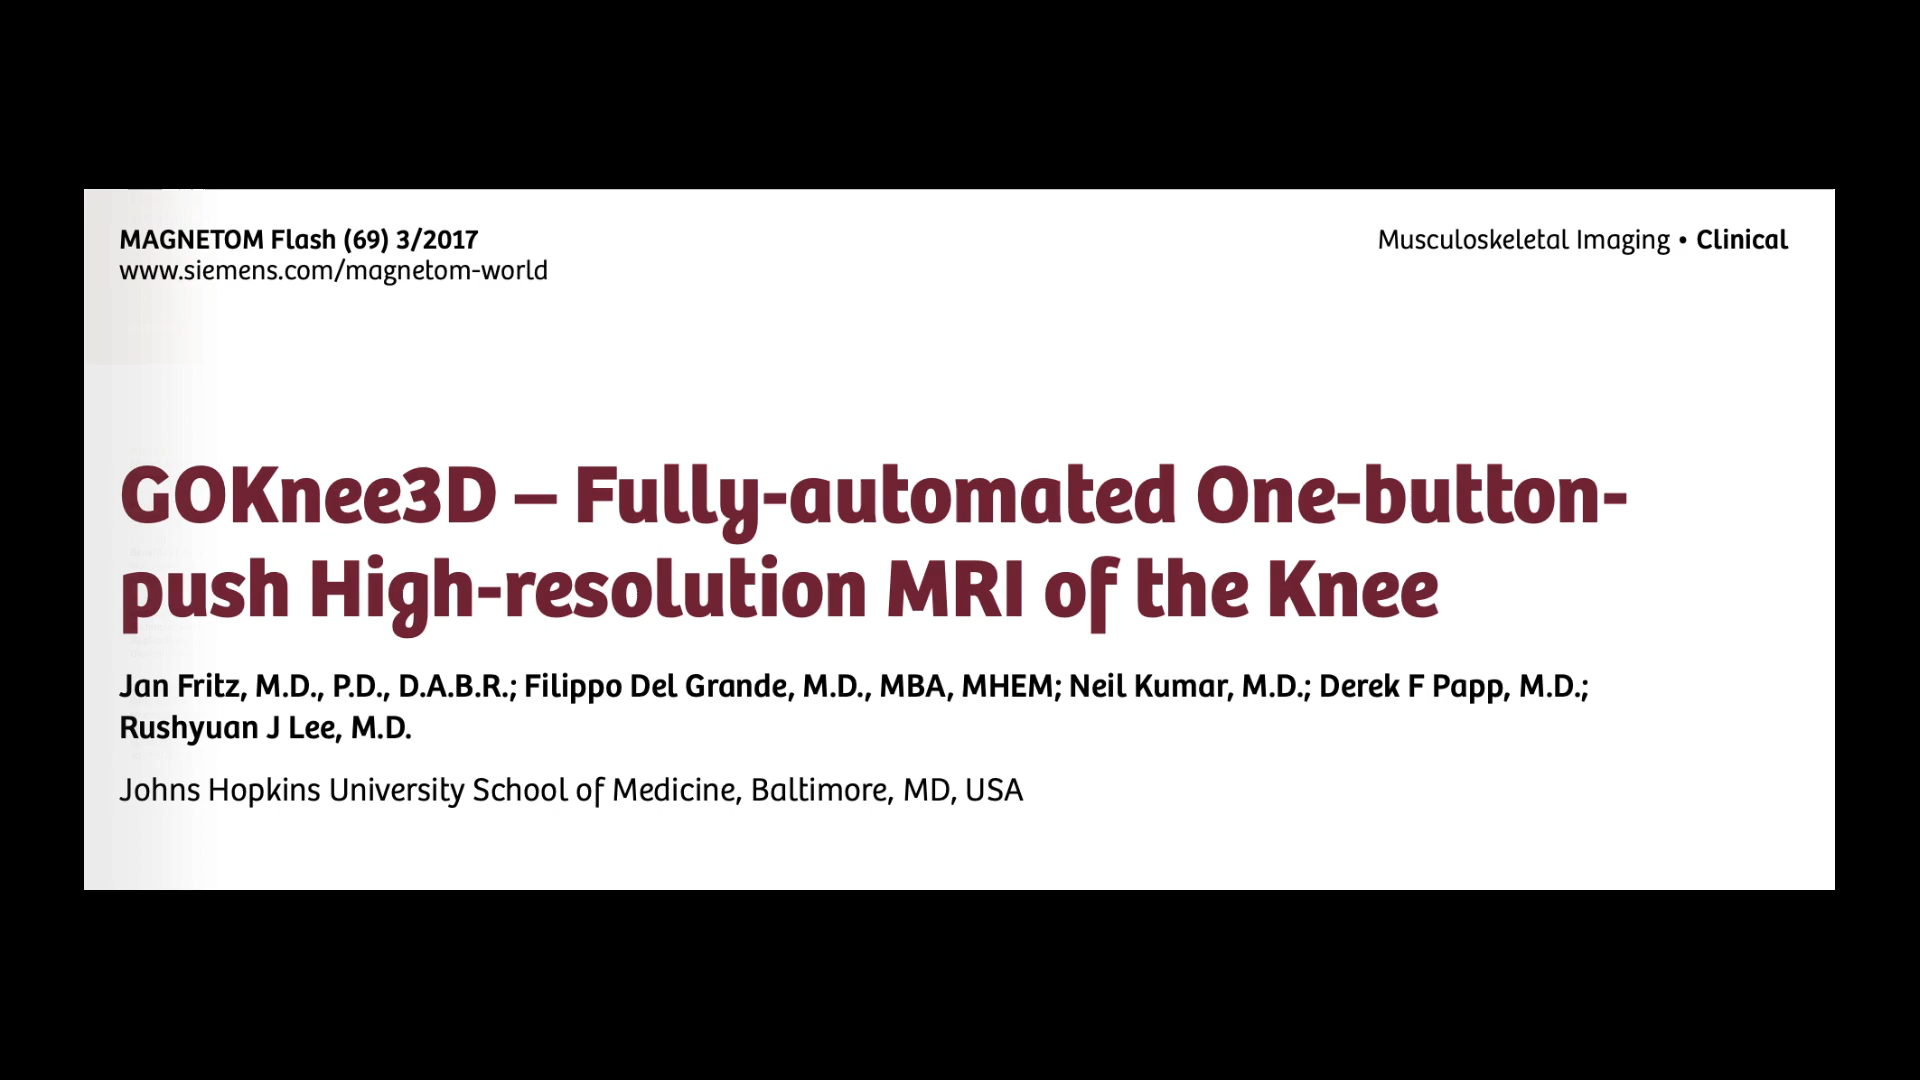 MAGNETOM Flash (69) 3/2017
www.siemens.com/magnetom-world
Musculoskeletal Imaging • Clinical
GOKnee3D – Fully-automated One-button-
push High-resolution MRI of the Knee
Jan Fritz, M.D., P.D., D.A.B.R.; Filippo Del Grande, M.D., MBA, MHEM; Neil Kumar, M.D.; Derek F Papp, M.D.;
Rushyuan J Lee, M.D.
Johns Hopkins University School of Medicine, Baltimore, MD, USA